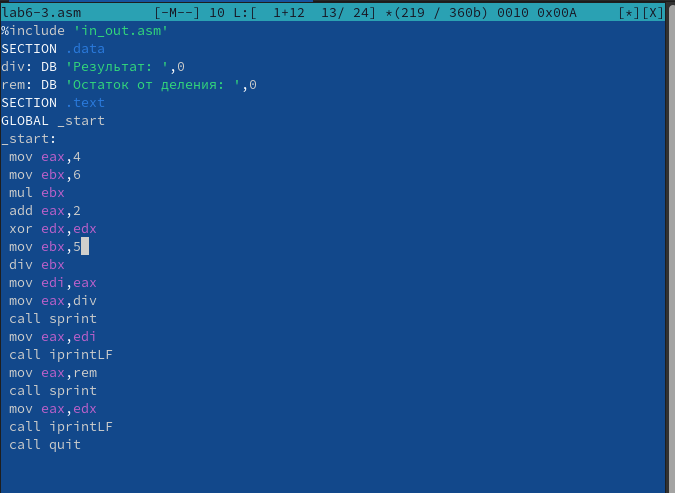 lab6-3.asm [-M--] 10 L:[ 1+12 13/ 24] *(219 / 360b) 0010 0x00A [*][X]
%include 'in_out.asm'
SECTION .data
div: DB 'Результат: ',0
rem: DB 'Остаток от деления: ',0
SECTION .text
GLOBAL _start
_start:
mov eax,4
mov ebx,6
mul ebx
add eax,2
xor edx,edx
mov ebx,5
div ebx
mov edi,eax
mov eax,div
call sprint
mov eax,edi
call iprintLF
mov eax,rem
call sprint
mov eax,edx
call iprintLF
call quit